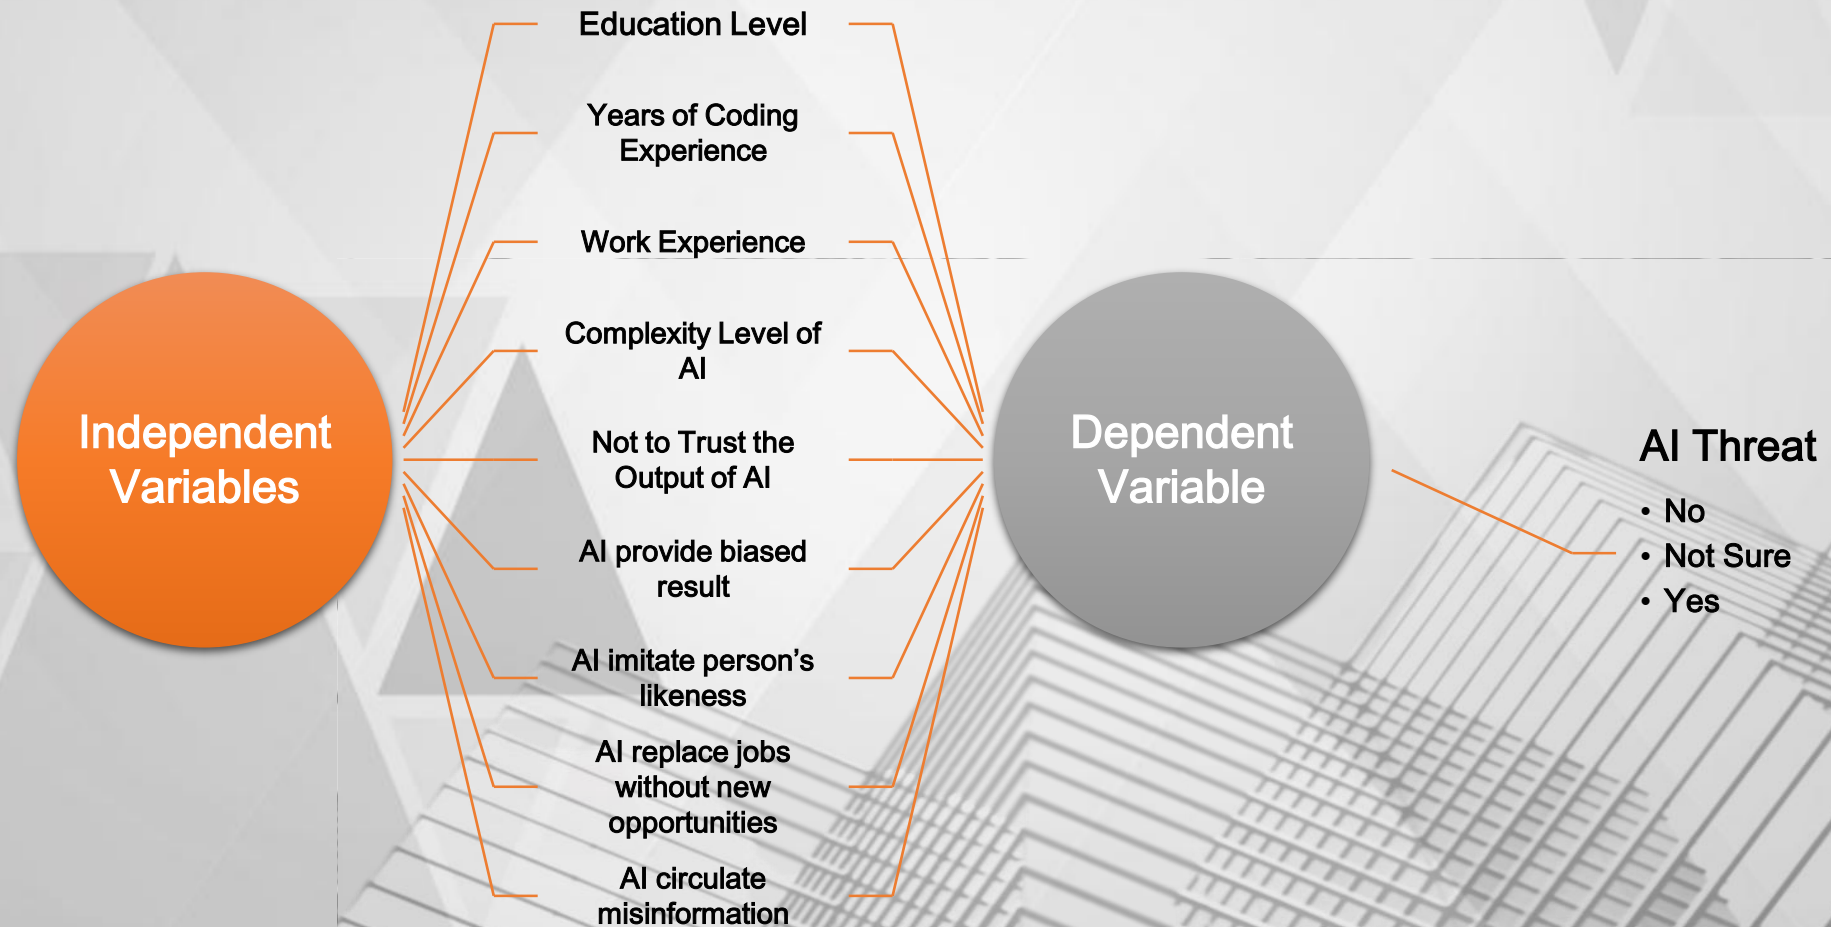 Independent
Variables
Education Level
Years of Coding
Experience
Work Experience
Complexity Level of
AI
Not to Trust the
Output of AI
AI provide biased
result
AI imitate person’s
likeness
AI replace jobs
without new
opportunities
AI circulate
misinformation
Dependent
Variable
AI Threat
• No
• Not Sure
• Yes